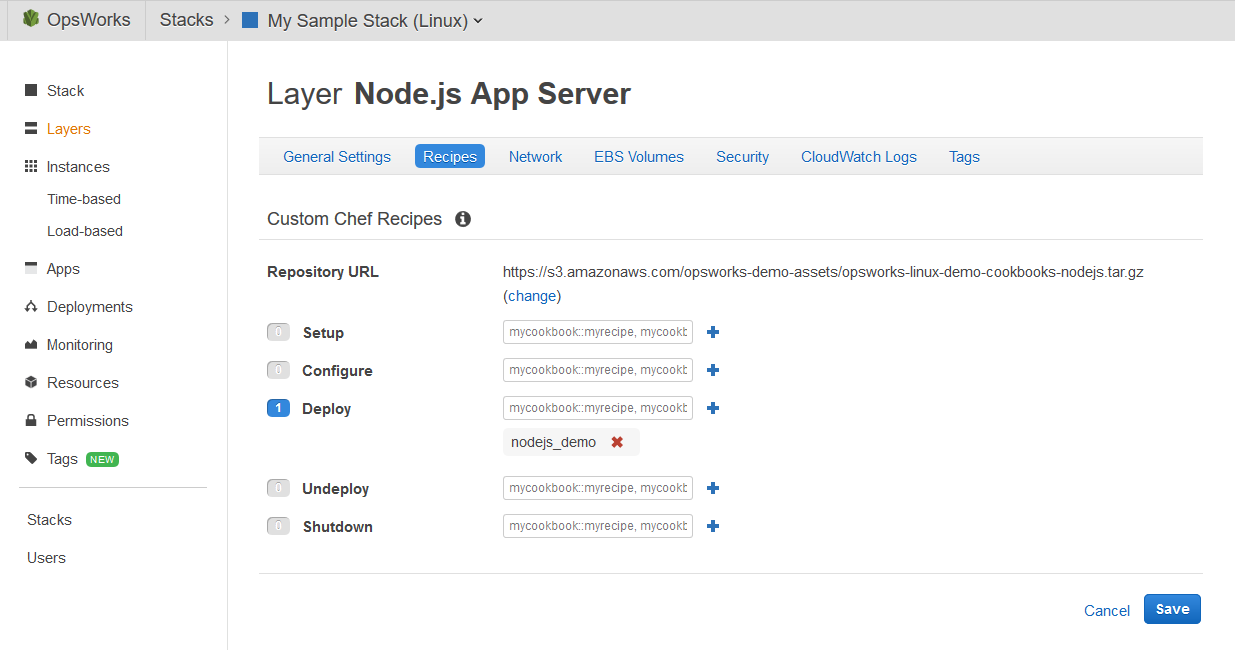 OpsWorks Stacks My Sample Stack (Linux)
Stack
Layers
Instances
Time-based
Load-based
Apps
Deployments
Monitoring
Resources
Permissions
Tags NEW
Stacks
Users
Layer Node.js App Server
General Settings Recipes Network EBS Volumes Security CloudWatch Logs Tags
Custom Chef Recipes
Repository URL https://s3.amazonaws.com/opsworks-demo-assets/opsworks-linux-demo-cookbooks-nodejs.tar.gz
(change)
0 Setup mycookbook::myrecipe, mycookb
0 Configure mycookbook::myrecipe, mycookb
1 Deploy mycookbook::myrecipe, mycookb
nodejs_demo
0 Undeploy mycookbook::myrecipe, mycookb
0 Shutdown mycookbook::myrecipe, mycookb
Cancel Save